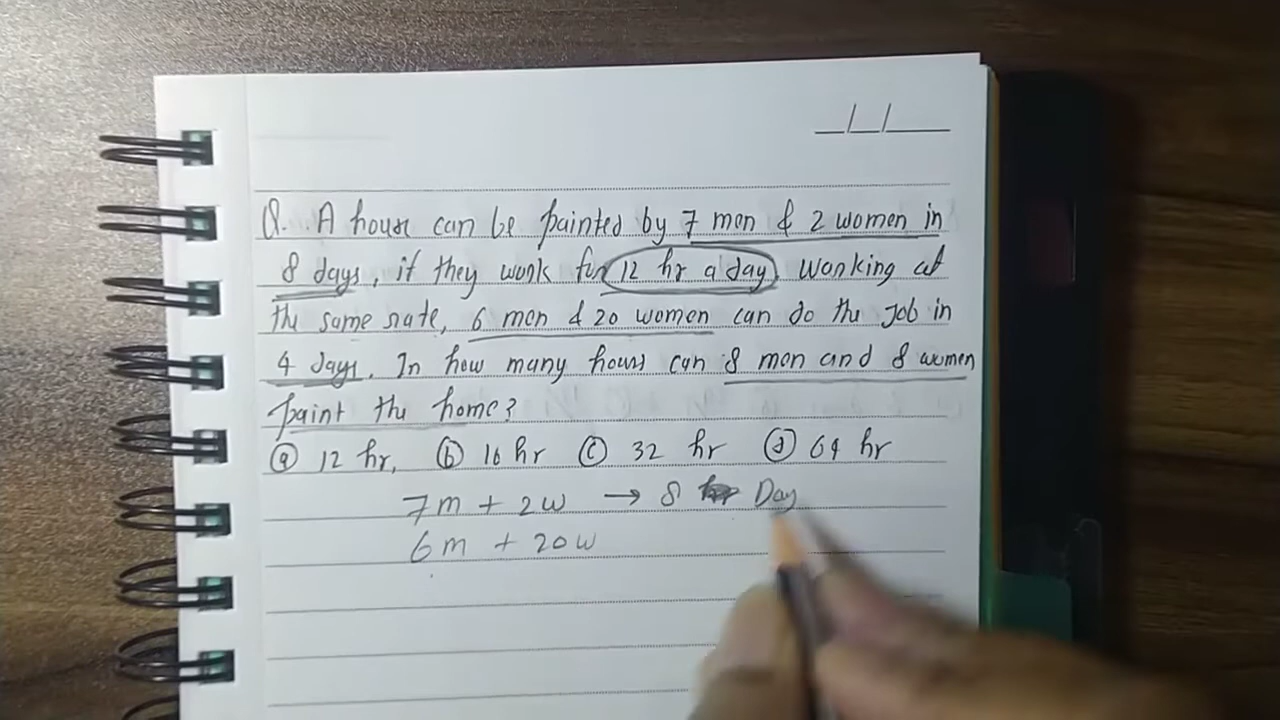 Q. A house can be painted by 7 men & 2 women in
8 days, if they work for 12 hr a day. Working at
the same rate, 6 men & 20 women can do the job in
4 days. In how many hours can 8 men and 8 women
paint the home?
(a) 12 hr, (b) 16 hr (c) 32 hr (d) 64 hr
7m + 2w → 8 Day
6m + 20w